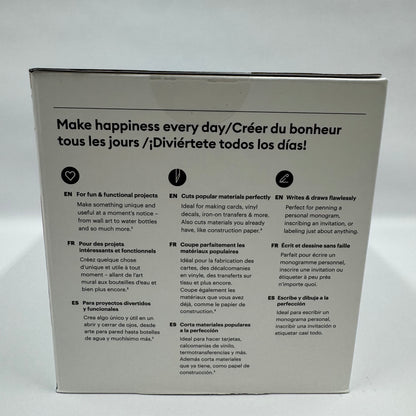 Make happiness every day/Créer du bonheur
tous les jours /¡Diviértete todos los días!
EN For fun & functional projects
Make something unique and
useful at a moment's notice -
from wall art to water bottles
and so much more.³
FR Pour des projets
intéressants et fonctionnels
Créez quelque chose
d'unique et utile à tout
moment - allant de l'art
mural aux bouteilles d'eau et
bien plus encore.³
ES Para proyectos divertidos
y funcionales
Cree algo único y útil en un
abrir y cerrar de ojos, desde
arte para pared hasta botellas
de agua y muchísimo más.³
EN Cuts popular materials perfectly
Ideal for making cards, vinyl
decals, iron-on transfers & more.
Also cuts materials you already
have, like construction paper.³
FR Coupe parfaitement les
matériaux populaires
Idéal pour la fabrication des
cartes, des décalcomanies
en vinyle, des transferts sur
tissu et plus encore.
Coupe également les
matériaux que vous avez
déjà, comme le papier de
construction.³
ES Corta materiales populares
a la perfección
Ideal para hacer tarjetas,
calcomanías de vinilo,
termotransferencias y más.
Además corta materiales
que ya tiene, como papel de
construcción.³
EN Writes & draws flawlessly
Perfect for penning a
personal monogram,
inscribing an invitation, or
labeling just about anything.
FR Écrit et dessine sans faille
Parfait pour écrire un
monogramme personnel,
inscrire une invitation ou
étiqueter à peu près
n'importe quoi.
ES Escribe y dibuja a la
perfección
Ideal para escribir un
monograma personal,
inscribir una invitación o
etiquetar casi todo.